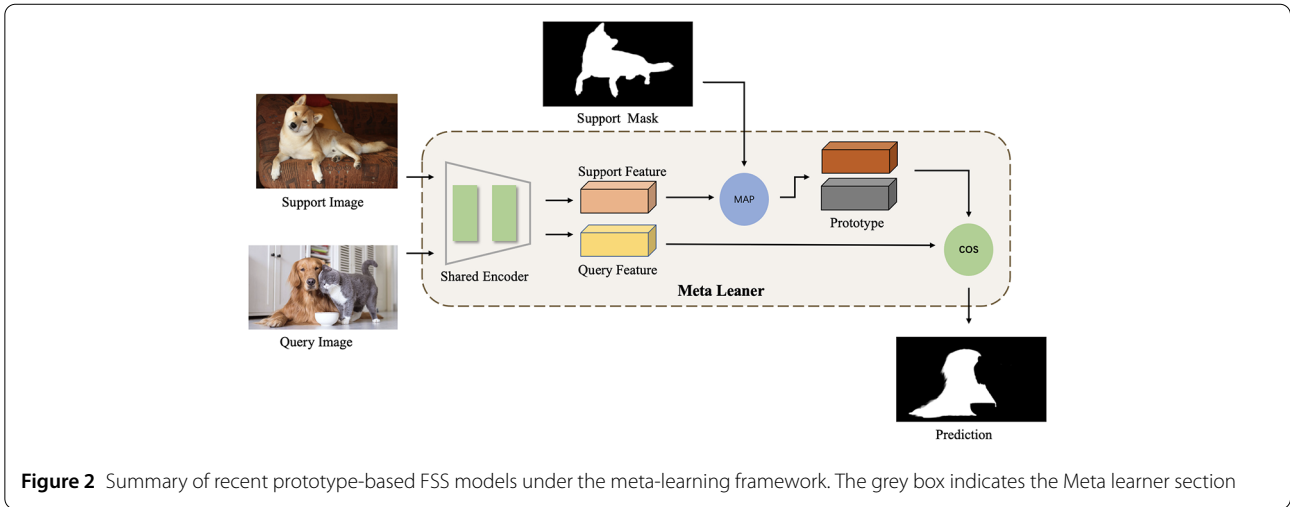 Support Mask
Support Image
Support Feature
MAP
Prototype
cos
Shared Encoder
Query Feature
Meta Leaner
Query Image
Prediction
Figure 2 Summary of recent prototype-based FSS models under the meta-learning framework. The grey box indicates the Meta learner section